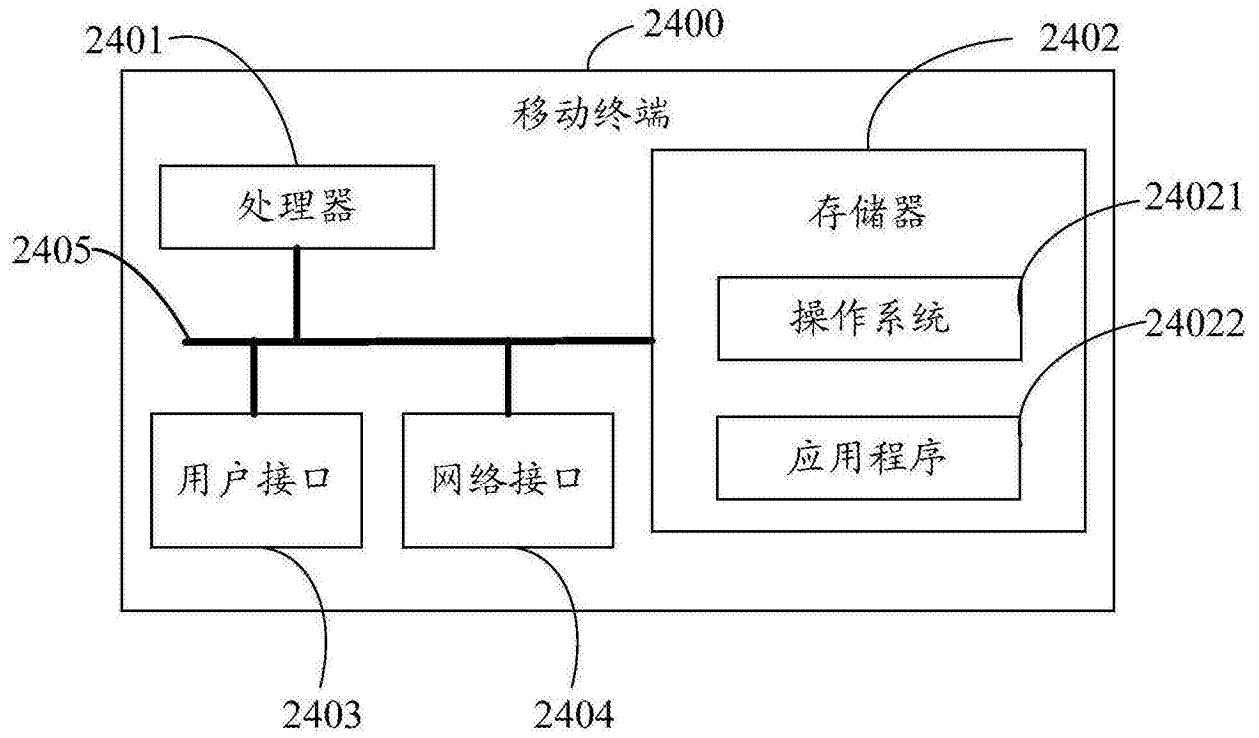 2400
2401
2402
移动终端
处理器
存储器
24021
2405
操作系统
24022
应用程序
用户接口
网络接口
2403
2404